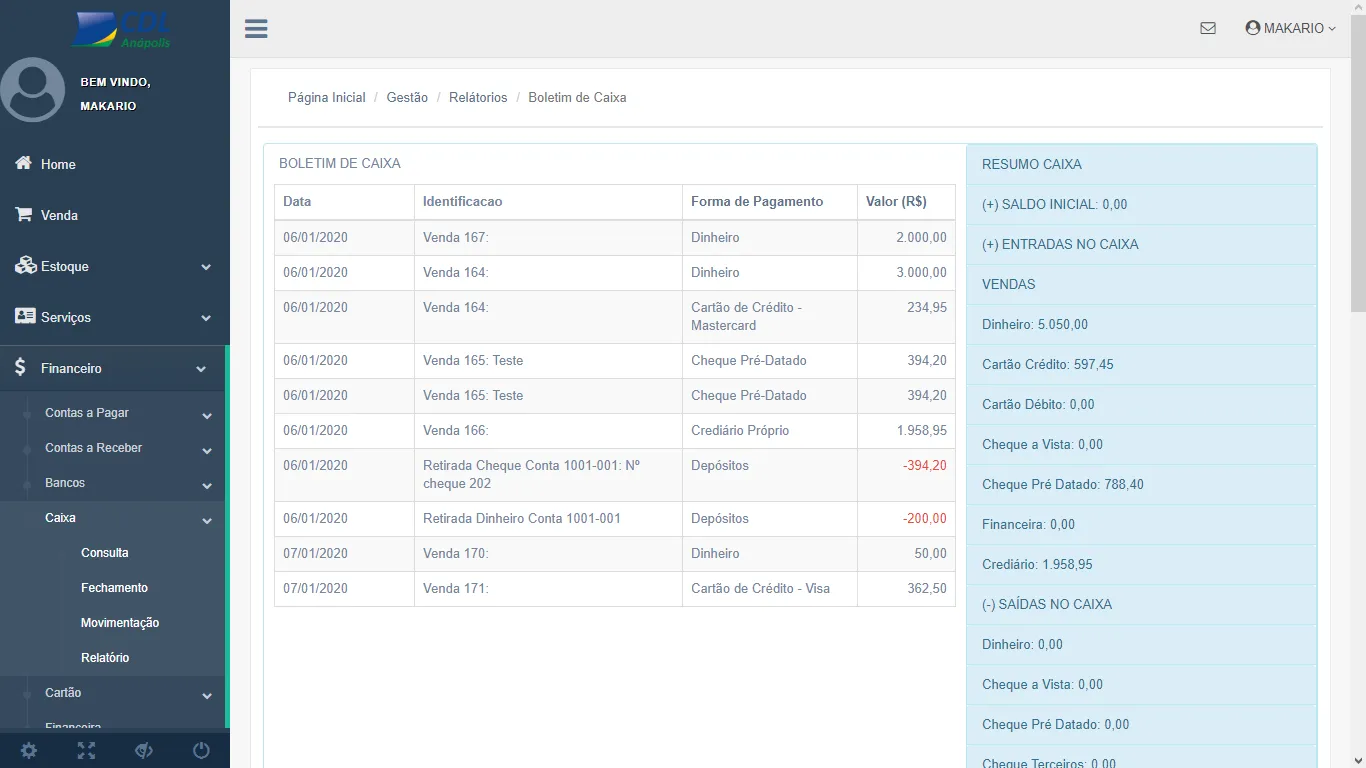 CDL
Anápolis
BEM VINDO,
MAKARIO
Home
Venda
Estoque
Serviços
Financeiro
Contas a Pagar
Contas a Receber
Bancos
Caixa
Consulta
Fechamento
Movimentação
Relatório
Cartão
Financeira
MAKARIO
Página Inicial / Gestão / Relátorios / Boletim de Caixa
BOLETIM DE CAIXA
Data Identificacao Forma de Pagamento Valor (R$)
06/01/2020 Venda 167: Dinheiro 2.000,00
06/01/2020 Venda 164: Dinheiro 3.000,00
06/01/2020 Venda 164: Cartão de Crédito - 234,95
Mastercard
06/01/2020 Venda 165: Teste Cheque Pré-Datado 394,20
06/01/2020 Venda 165: Teste Cheque Pré-Datado 394,20
06/01/2020 Venda 166: Crediário Próprio 1.958,95
06/01/2020 Retirada Cheque Conta 1001-001: Nº Depósitos -394,20
cheque 202
06/01/2020 Retirada Dinheiro Conta 1001-001 Depósitos -200,00
07/01/2020 Venda 170: Dinheiro 50,00
07/01/2020 Venda 171: Cartão de Crédito - Visa 362,50
RESUMO CAIXA
(+) SALDO INICIAL: 0,00
(+) ENTRADAS NO CAIXA
VENDAS
Dinheiro: 5.050,00
Cartão Crédito: 597,45
Cartão Débito: 0,00
Cheque a Vista: 0,00
Cheque Pré Datado: 788,40
Financeira: 0,00
Crediário: 1.958,95
(-) SAÍDAS NO CAIXA
Dinheiro: 0,00
Cheque a Vista: 0,00
Cheque Pré Datado: 0,00
Cheque Terceiros: 0,00